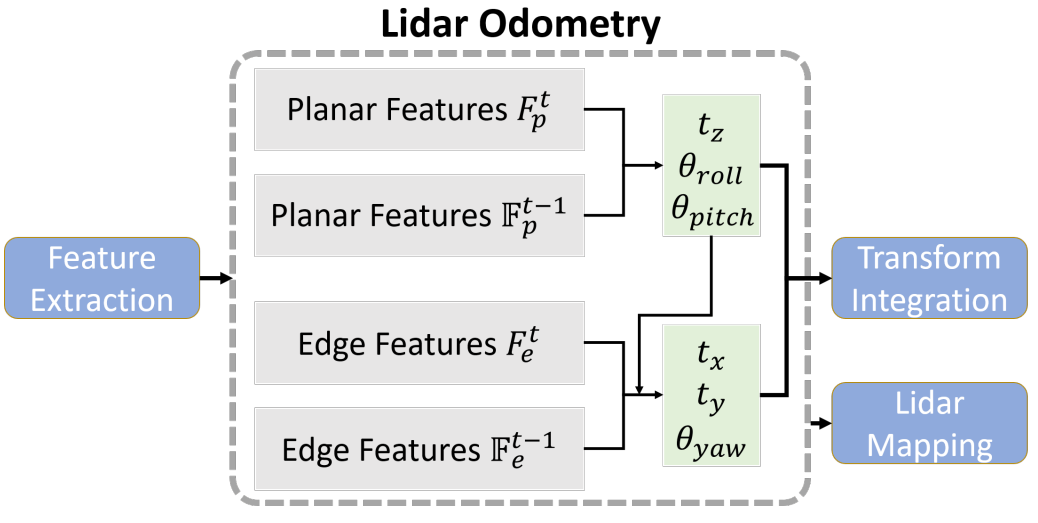 Lidar Odometry
Planar Features $F_p^t$
Planar Features $\mathbb{F}_p^{t-1}$
Edge Features $F_e^t$
Edge Features $\mathbb{F}_e^{t-1}$
$t_z$
$\theta_{roll}$
$\theta_{pitch}$
$t_x$
$t_y$
$\theta_{yaw}$
Feature
Extraction
Transform
Integration
Lidar
Mapping